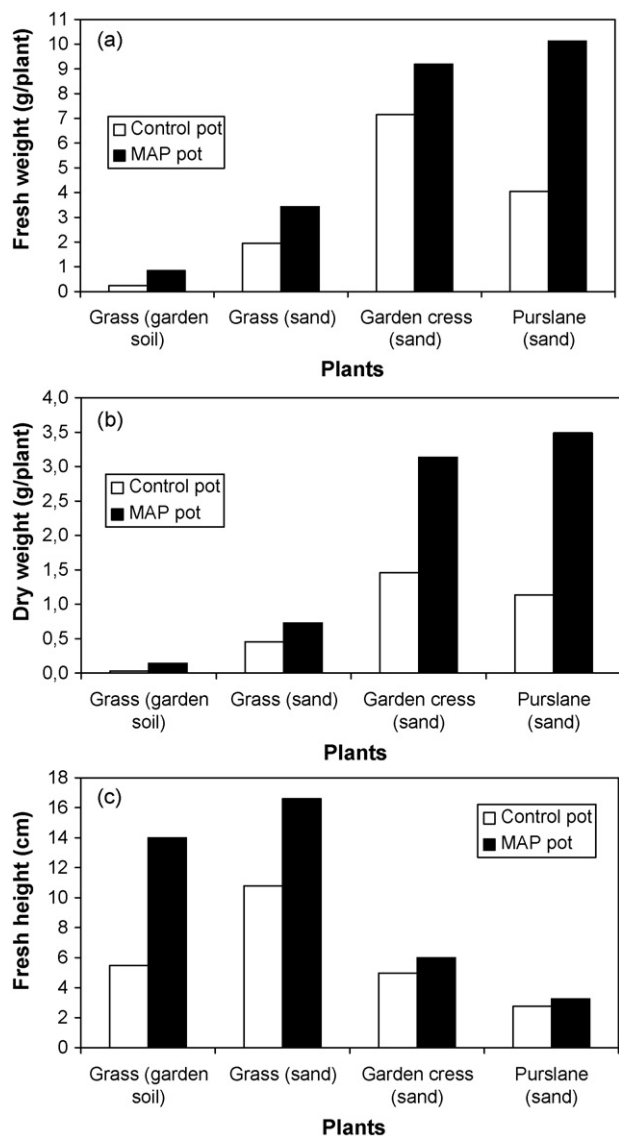 (a)
Fresh weight (g/plant)
11
10
9
8
7
6
5
4
3
2
1
0
Control pot
MAP pot
Grass (garden soil)
Grass (sand)
Garden cress (sand)
Purslane (sand)
Plants
(b)
Dry weight (g/plant)
4,0
3,5
3,0
2,5
2,0
1,5
1,0
0,5
0,0
Control pot
MAP pot
Grass (garden soil)
Grass (sand)
Garden cress (sand)
Purslane (sand)
Plants
(c)
Fresh height (cm)
18
16
14
12
10
8
6
4
2
0
Control pot
MAP pot
Grass (garden soil)
Grass (sand)
Garden cress (sand)
Purslane (sand)
Plants